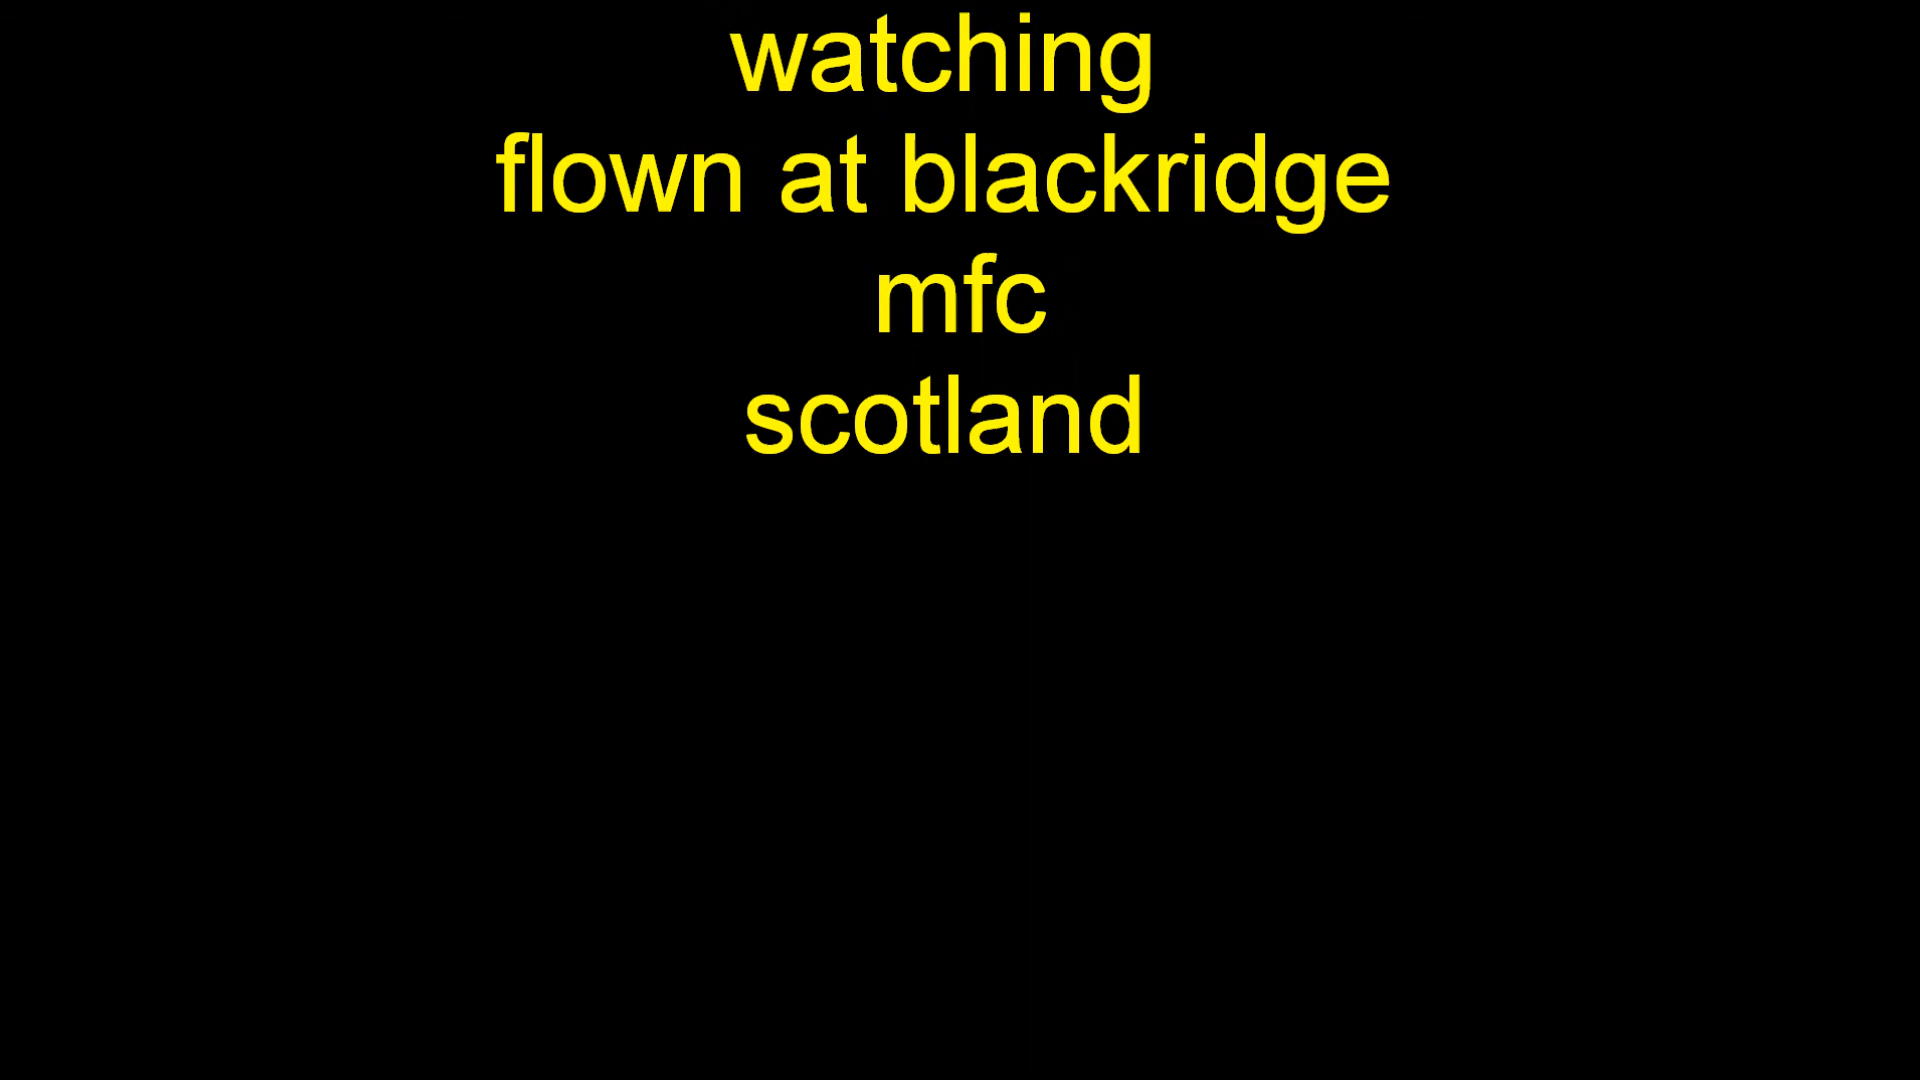 watching
flown at blackridge
mfc
scotland